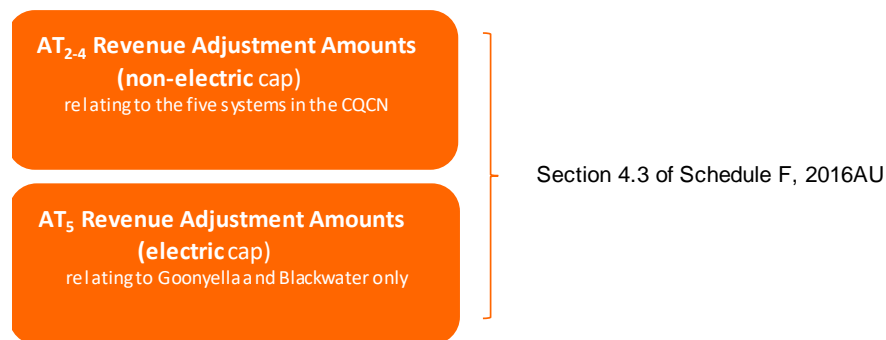 AT2-4 Revenue Adjustment Amounts
(non-electric cap)
relating to the five systems in the CQCN
Section 4.3 of Schedule F, 2016AU
AT5 Revenue Adjustment Amounts
(electric cap)
relating to Goonyella and Blackwater only